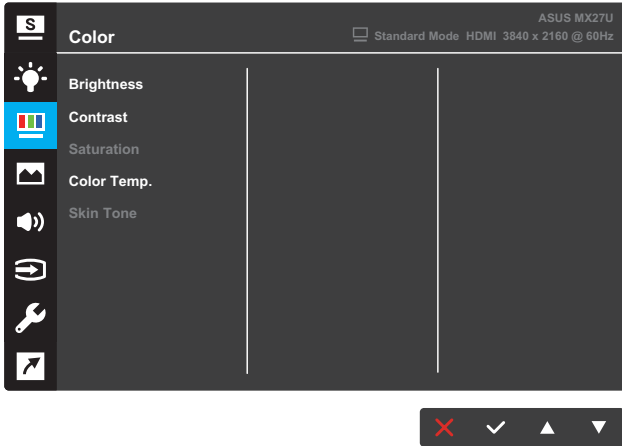 S
ASUS MX27U
Color
Standard Mode HDMI 3840 x 2160 @ 60Hz
Brightness
Contrast
Saturation
Color Temp.
Skin Tone